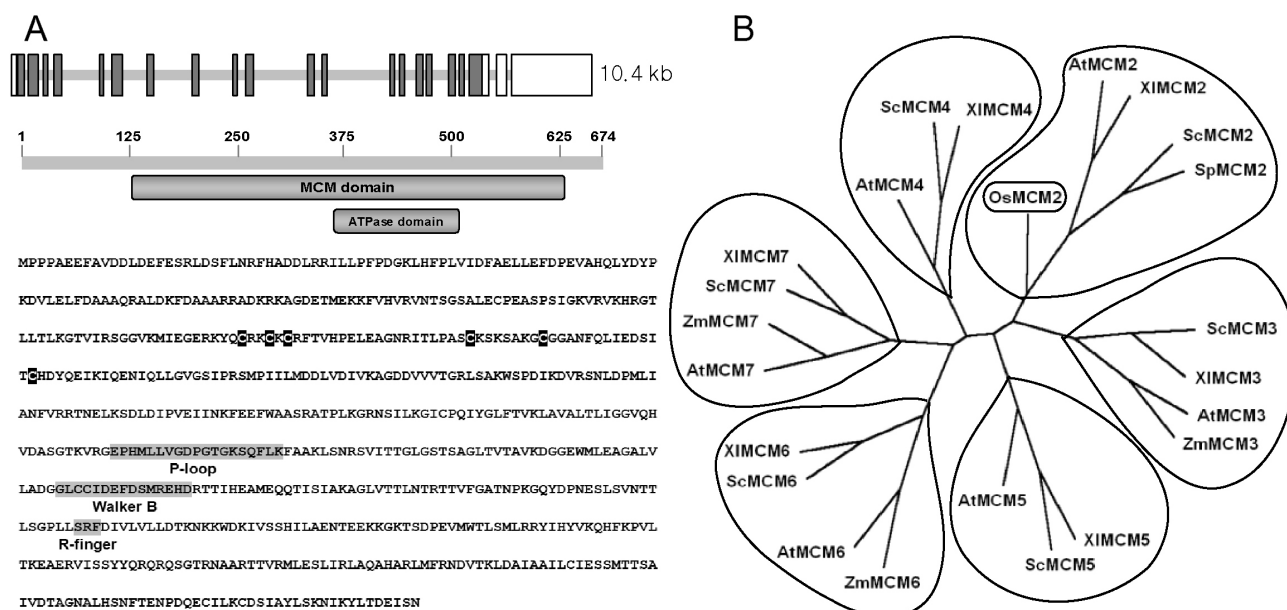 A
10.4 kb
1 125 250 375 500 625 674
MCM domain
ATPase domain
MPPPAEEFAVDDLDEFESRLDSFLNRFHADDLRRILLPFPDGKLHFPLVIDFAELLEFDPEVAHQLYDYP
KDVLELFDAAAQRALDKFDAAARRADKRKAGDETMEKKFVHVRVNTSGSALECPEASPSIGKVRVKHRGT
LLTLKGTVIRSGGVKMIEGERKYQCRKCKCRFTVHPELEAGNRITLPASCKSKSAKGCGGANFQLIEDSI
TCHDYQEIKIQENIQLLGVGSIPRSMPIILMDDLVDIVKAGDDVVVTGRLSAKWSPDIKDVRSNLDPMLI
ANFVRRTNELKSDLDIPVEIINKFEEFWAASRATPLKGRNSILKGICPQIYGLFTVKLAVALTLIGGVQH
VDASGTKVRGEPHMLLVGDPGTGKSQFLKFAAKLSNRSVITTGLGSTSAGLTVTAVKDGGEWMLEAGALV
P-loop
LADGGLCCIDEFDSMREHDRTTIHEAMEQQTISIAKAGLVTTLNTRTTVFGATNPKGQYDPNESLSVNTT
Walker B
LSGPLLSRFDIVLVLLDTKNKKWDKIVSSHILAENTEEKKGKTSDPEVMWTLSMLRRYIHYVKQHFKPVL
R-finger
TKEAERVISSYYQRQRQSGTRNAARTTVRMLESLIRLAQAHARLMFRNDVTKLDAIAAILCIESSMTTSA
IVDTAGNALHSNFTENPDQECILKCDSIAYLSKNIKYLTDEISN
B
AtMCM2
XlMCM2
ScMCM2
SpMCM2
OsMCM2
ScMCM4
XlMCM4
AtMCM4
XlMCM7
ScMCM7
ZmMCM7
AtMCM7
ScMCM3
XlMCM3
AtMCM3
ZmMCM3
XlMCM6
ScMCM6
AtMCM6
ZmMCM6
AtMCM5
XlMCM5
ScMCM5